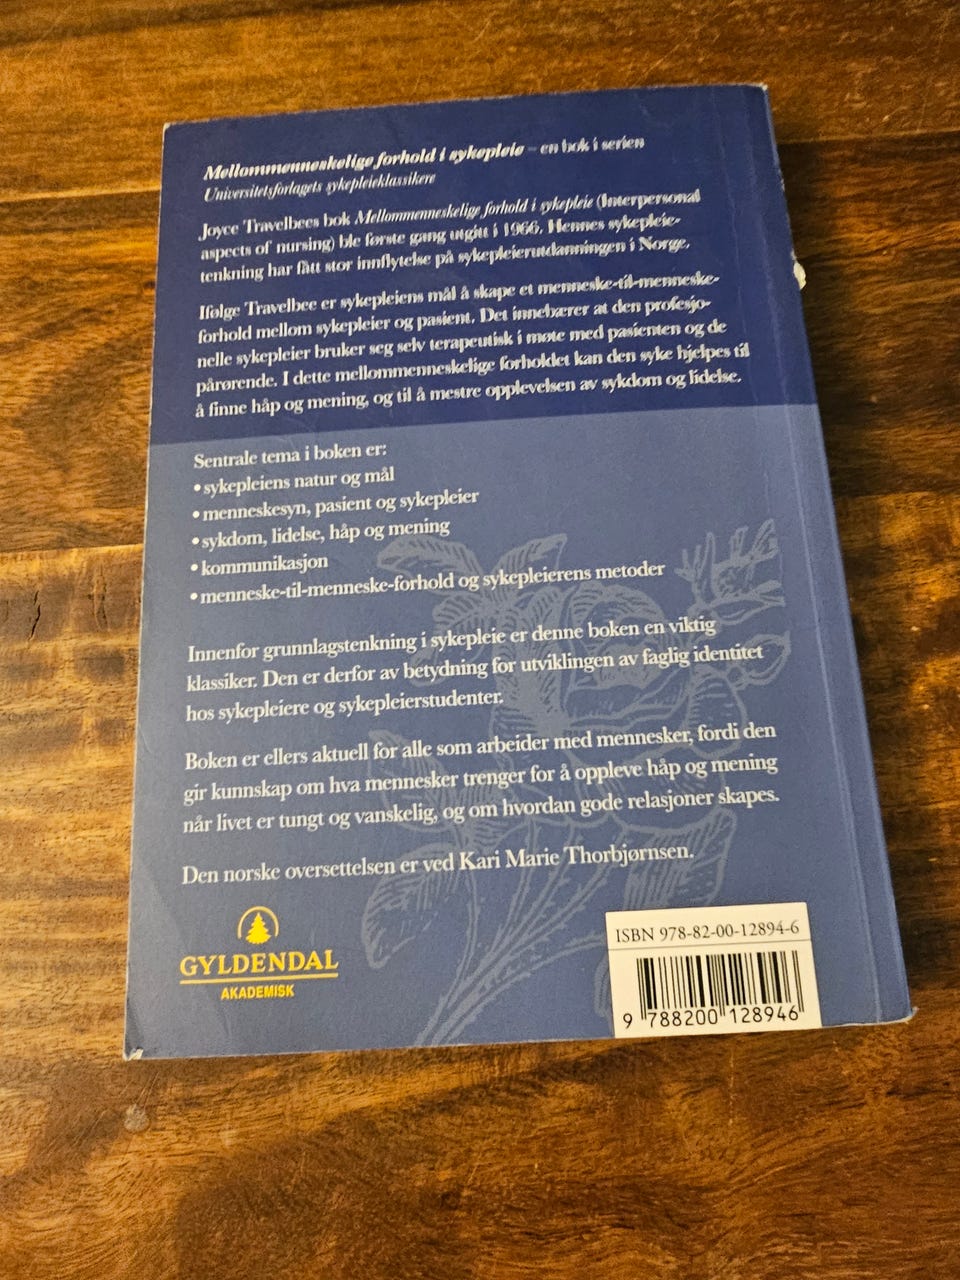 Mellommenneskelige forhold i sykepleie – en bok i serien
Universitetsforlagets sykepleieklassikere
Joyce Travelbees bok Mellommenneskelige forhold i sykepleie (Interpersonal
aspects of nursing) ble første gang utgitt i 1966. Hennes sykepleie-
tenkning har fått stor innflytelse på sykepleierutdanningen i Norge.
Ifølge Travelbee er sykepleiens mål å skape et menneske-til-menneske-
forhold mellom sykepleier og pasient. Det innebærer at den profesjo-
nelle sykepleier bruker seg selv terapeutisk i møte med pasienten og de
pårørende. I dette mellommenneskelige forholdet kan den syke hjelpes til
å finne håp og mening, og til å mestre opplevelsen av sykdom og lidelse.
Sentrale tema i boken er:
• sykepleiens natur og mål
• menneskesyn, pasient og sykepleier
• sykdom, lidelse, håp og mening
• kommunikasjon
• menneske-til-menneske-forhold og sykepleierens metoder
Innenfor grunnlagstenkning i sykepleie er denne boken en viktig
klassiker. Den er derfor av betydning for utviklingen av faglig identitet
hos sykepleiere og sykepleierstudenter.
Boken er ellers aktuell for alle som arbeider med mennesker, fordi den
gir kunnskap om hva mennesker trenger for å oppleve håp og mening
når livet er tungt og vanskelig, og om hvordan gode relasjoner skapes.
Den norske oversettelsen er ved Kari Marie Thorbjørnsen.
GYLDENDAL
AKADEMISK
ISBN 978-82-00-12894-6
9 788200 128946